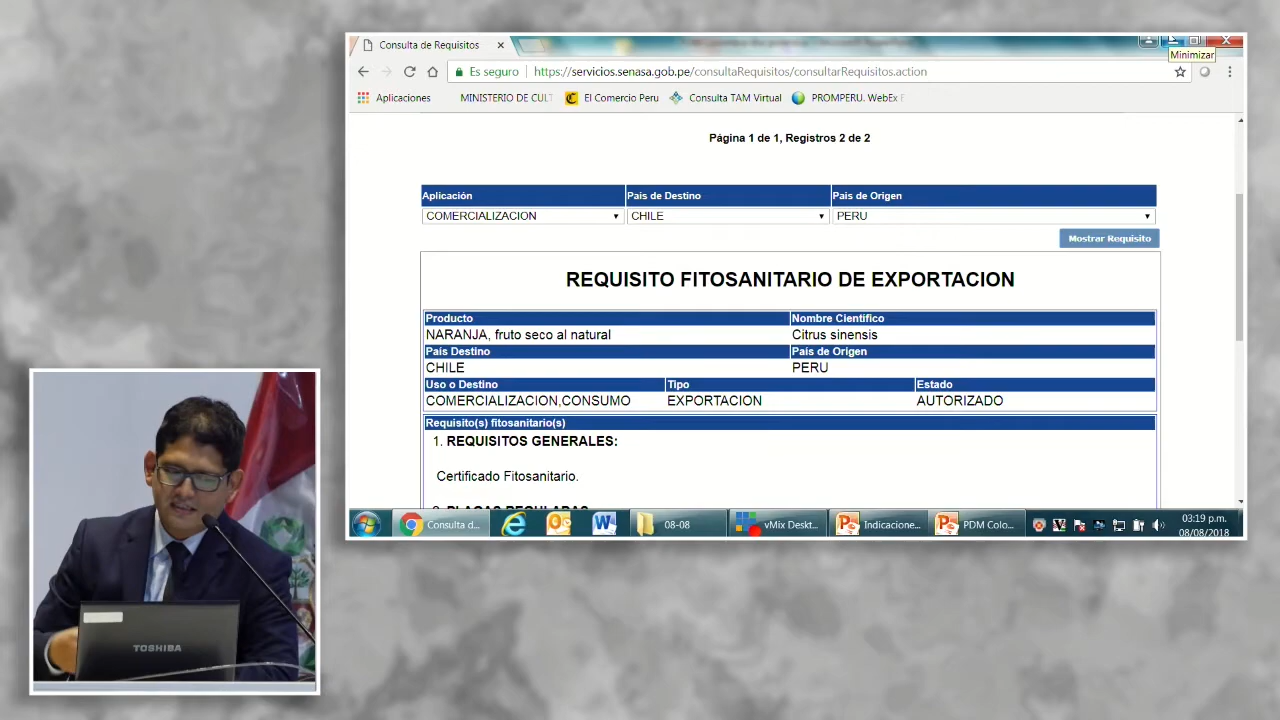 Consulta de Requisitos
Minimizar
Es seguro
https://servicios.senasa.gob.pe/consultaRequisitos/consultarRequisitos.action
Aplicaciones
MINISTERIO DE CULT
El Comercio Peru
Consulta TAM Virtual
PROMPERU. WebEx E
Página 1 de 1, Registros 2 de 2
Aplicación País de Destino País de Origen
COMERCIALIZACION CHILE PERU
Mostrar Requisito
REQUISITO FITOSANITARIO DE EXPORTACION
Producto Nombre Científico
NARANJA, fruto seco al natural Citrus sinensis
País Destino País de Origen
CHILE PERU
Uso o Destino Tipo Estado
COMERCIALIZACION,CONSUMO EXPORTACION AUTORIZADO
Requisito(s) fitosanitario(s)
1. REQUISITOS GENERALES:
Certificado Fitosanitario.
Consulta d...
08-08
vMix Deskt...
Indicacione...
PDM Colo...
03:19 p.m.
08/08/2018
TOSHIBA